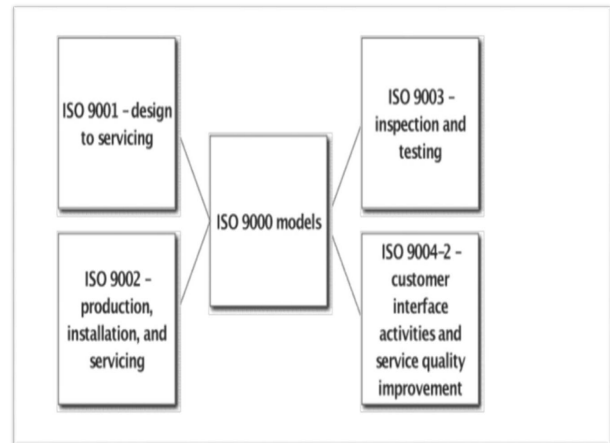 ISO 9001 – design
to servicing
ISO 9002 –
production,
installation, and
servicing
ISO 9000 models
ISO 9003 –
inspection and
testing
ISO 9004-2 –
customer
interface
activities and
service quality
improvement